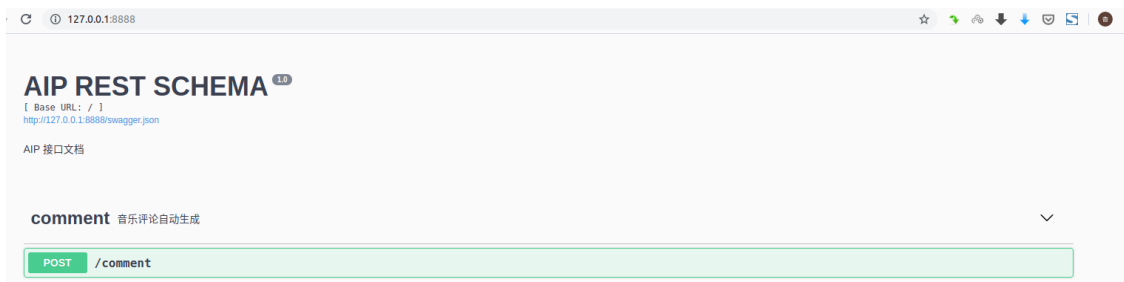 127.0.0.1:8888
AIP REST SCHEMA 1.0
[ Base URL: / ]
http://127.0.0.1:8888/swagger.json
AIP 接口文档
comment 音乐评论自动生成
POST /comment